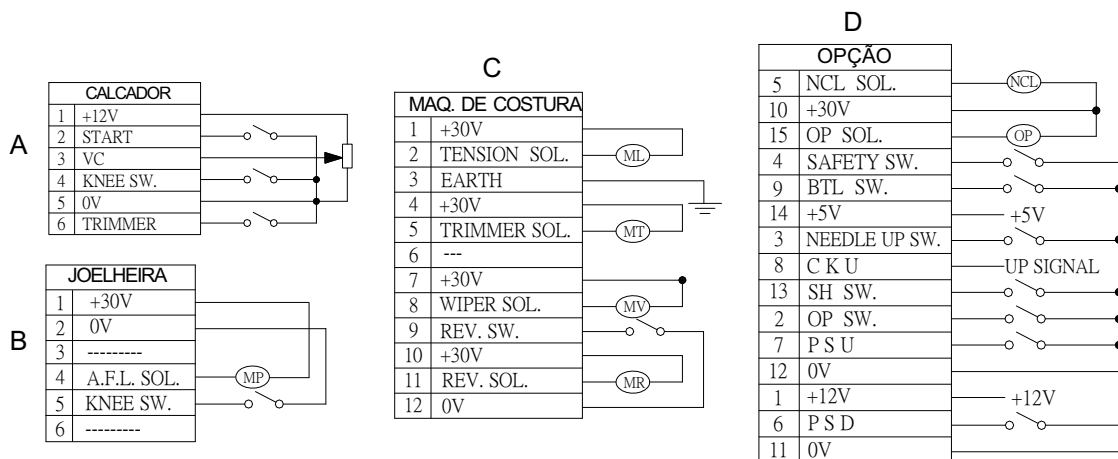 A
CALCADOR
1 +12V
2 START
3 VC
4 KNEE SW.
5 0V
6 TRIMMER
B
JOELHEIRA
1 +30V
2 0V
3 ---------
4 A.F.L. SOL. MP
5 KNEE SW.
6 ---------
C
MAQ. DE COSTURA
1 +30V
2 TENSION SOL. ML
3 EARTH
4 +30V
5 TRIMMER SOL. MT
6 ---
7 +30V
8 WIPER SOL. MV
9 REV. SW.
10 +30V
11 REV. SOL. MR
12 0V
D
OPÇÃO
5 NCL SOL. NCL
10 +30V
15 OP SOL. OP
4 SAFETY SW.
9 BTL SW.
14 +5V +5V
3 NEEDLE UP SW.
8 C K U UP SIGNAL
13 SH SW.
2 OP SW.
7 P S U
12 0V
1 +12V +12V
6 P S D
11 0V